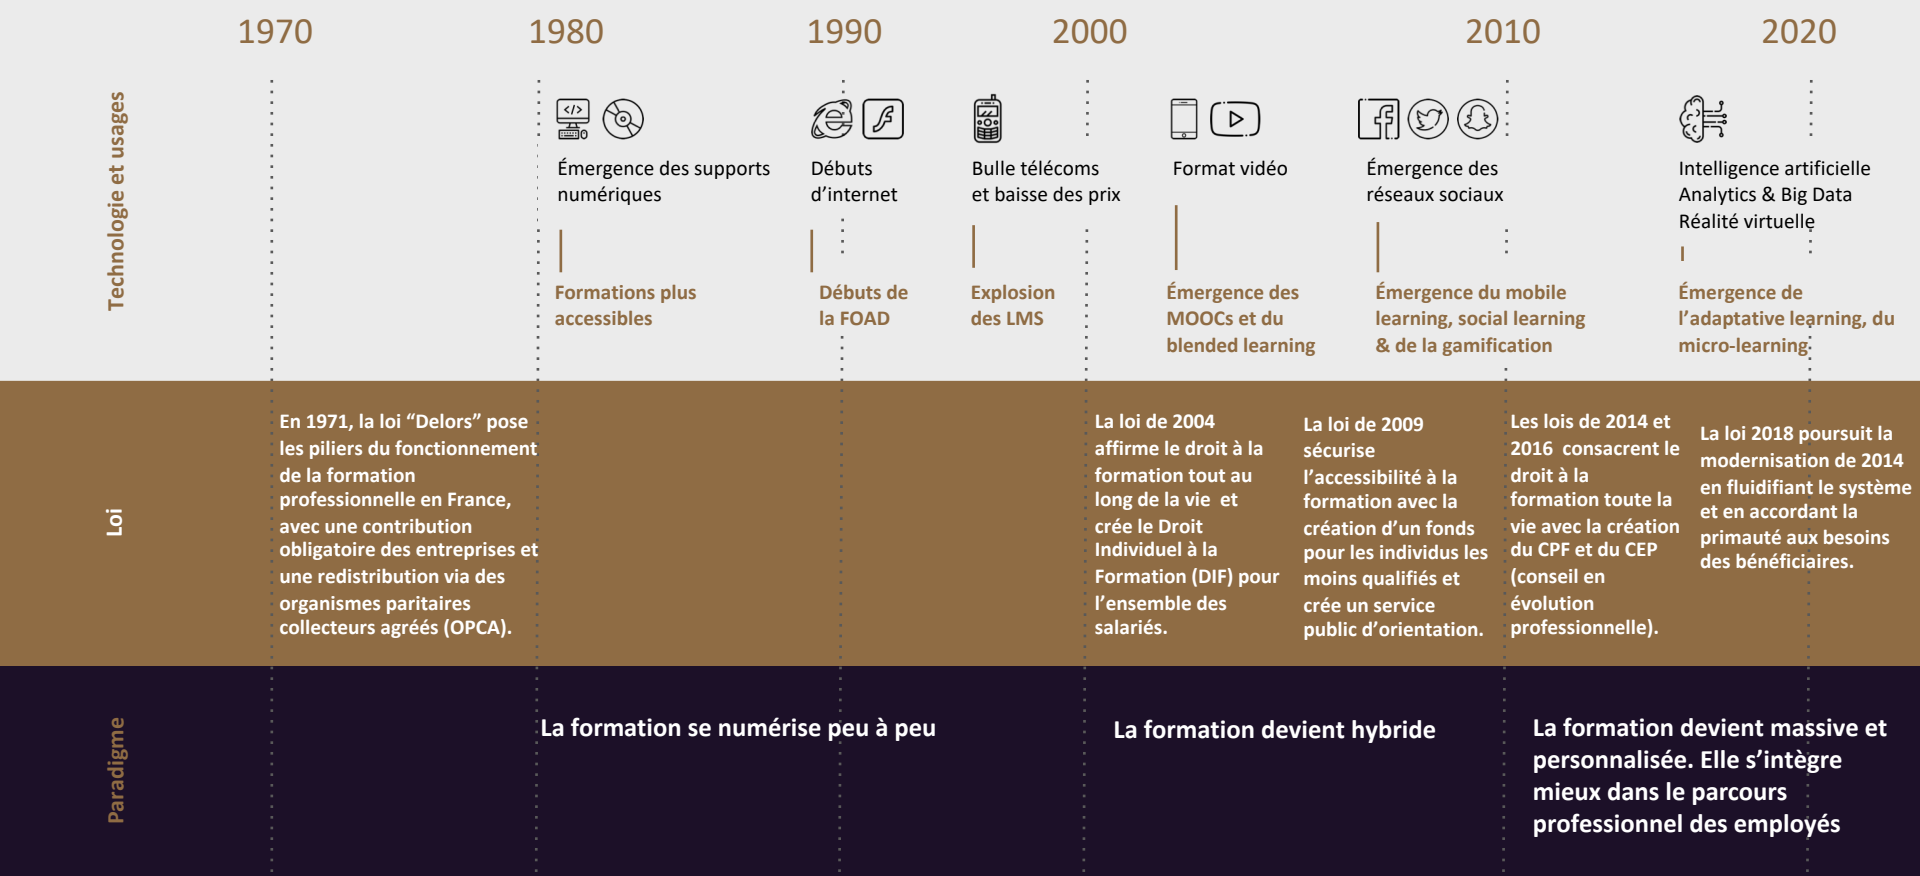 1970
1980
1990
2000
2010
2020
Technologie et usages
</>
Émergence des supports
numériques
Formations plus
accessibles
Débuts
d’internet
Débuts de
la FOAD
Bulle télécoms
et baisse des prix
Explosion
des LMS
Format vidéo
Émergence des
MOOCs et du
blended learning
Émergence des
réseaux sociaux
Émergence du mobile
learning, social learning
& de la gamification
Intelligence artificielle
Analytics & Big Data
Réalité virtuelle
Émergence de
l’adaptative learning, du
micro-learning
Loi
En 1971, la loi “Delors” pose
les piliers du fonctionnement
de la formation
professionnelle en France,
avec une contribution
obligatoire des entreprises et
une redistribution via des
organismes paritaires
collecteurs agréés (OPCA).
La loi de 2004
affirme le droit à la
formation tout au
long de la vie et
crée le Droit
Individuel à la
Formation (DIF) pour
l’ensemble des
salariés.
La loi de 2009
sécurise
l’accessibilité à la
formation avec la
création d’un fonds
pour les individus les
moins qualifiés et
crée un service
public d’orientation.
Les lois de 2014 et
2016 consacrent le
droit à la
formation toute la
vie avec la création
du CPF et du CEP
(conseil en
évolution
professionnelle).
La loi 2018 poursuit la
modernisation de 2014
en fluidifiant le système
et en accordant la
primauté aux besoins
des bénéficiaires.
Paradigme
La formation se numérise peu à peu
La formation devient hybride
La formation devient massive et
personnalisée. Elle s’intègre
mieux dans le parcours
professionnel des employés